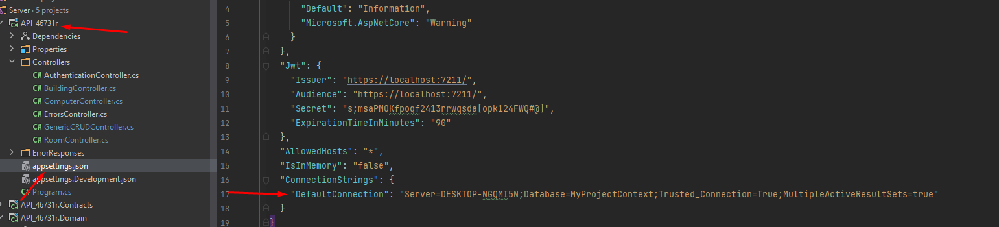 Server · 5 projects
API_46731r
Dependencies
Properties
Controllers
C# AuthenticationController.cs
C# BuildingController.cs
C# ComputerController.cs
C# ErrorsController.cs
C# GenericCRUDController.cs
C# RoomController.cs
ErrorResponses
appsettings.json
appsettings.Development.json
Program.cs
API_46731r.Contracts
API_46731r.Domain
4 "Default": "Information",
5 "Microsoft.AspNetCore": "Warning"
6 }
7 },
8 "Jwt": {
9 "Issuer": "https://localhost:7211/",
10 "Audience": "https://localhost:7211/",
11 "Secret": "s;msaPMOKfpoqf2413rrwqsda[opk124FWQ#@]",
12 "ExpirationTimeInMinutes": "90"
13 },
14 "AllowedHosts": "*",
15 "IsInMemory": "false",
16 "ConnectionStrings": {
17 "DefaultConnection": "Server=DESKTOP-NGQMI5N;Database=MyProjectContext;Trusted_Connection=True;MultipleActiveResultSets=true"
18 }
19 }